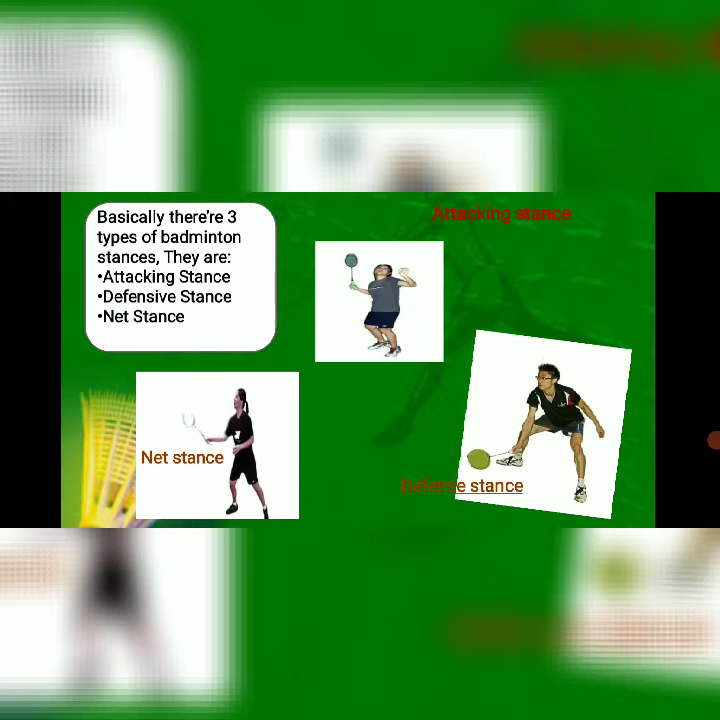 Basically there're 3
types of badminton
stances, They are:
•Attacking Stance
•Defensive Stance
•Net Stance
Attacking stance
Net stance
Defense stance